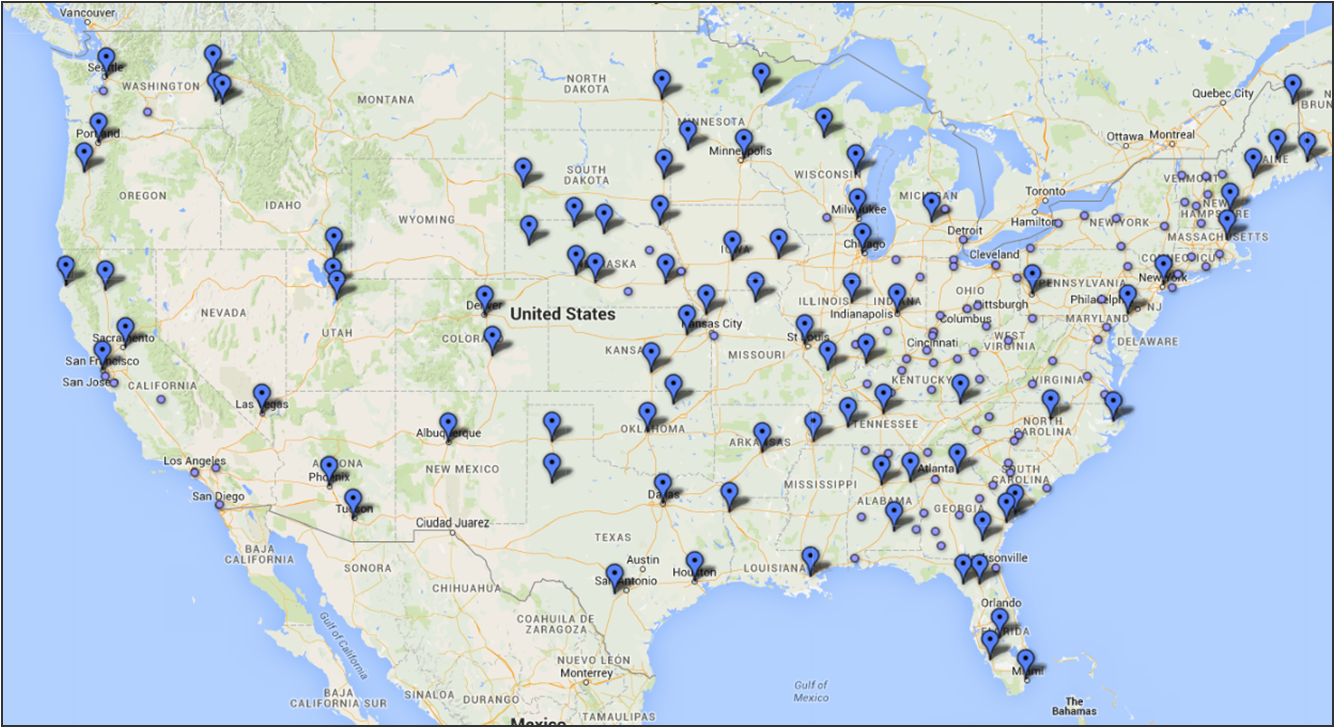 Vancouver
Seattle
WASHINGTON
MONTANA
NORTH
DAKOTA
MINNESOTA
Minneapolis
Quebec City
Ottawa
Montreal
Portland
OREGON
IDAHO
WYOMING
SOUTH
DAKOTA
WISCONSIN
MICHIGAN
Milwaukee
Toronto
Hamilton
VERMONT
MAINE
NEW
HAMPSHIRE
NEW YORK
MASSACHUSETTS
Detroit
Chicago
IOWA
NEBRASKA
Cleveland
CONNECTICUT
New York
PENNSYLVANIA
NEVADA
UTAH
Denver
COLORADO
United States
Kansas City
KANSAS
MISSOURI
ILLINOIS
INDIANA
Indianapolis
OHIO
Pittsburgh
Columbus
Philadelphia
NJ
MARYLAND
DELAWARE
St Louis
Cincinnati
WEST
VIRGINIA
VIRGINIA
KENTUCKY
Sacramento
San Francisco
San Jose
CALIFORNIA
Las Vegas
Albuquerque
OKLAHOMA
ARKANSAS
TENNESSEE
NORTH
CAROLINA
Los Angeles
San Diego
ARIZONA
Phoenix
Tucson
NEW MEXICO
Dallas
MISSISSIPPI
ALABAMA
Atlanta
GEORGIA
SOUTH
CAROLINA
Ciudad Juarez
TEXAS
Austin
San Antonio
Houston
LOUISIANA
Jacksonville
Orlando
FLORIDA
Miami
BAJA
CALIFORNIA
SONORA
CHIHUAHUA
Gulf of California
COAHUILA DE
ZARAGOZA
NUEVO LEÓN
Monterrey
BAJA
CALIFORNIA SUR
SINALOA
DURANGO
TAMAULIPAS
Mexico
Gulf of
Mexico
The
Bahamas